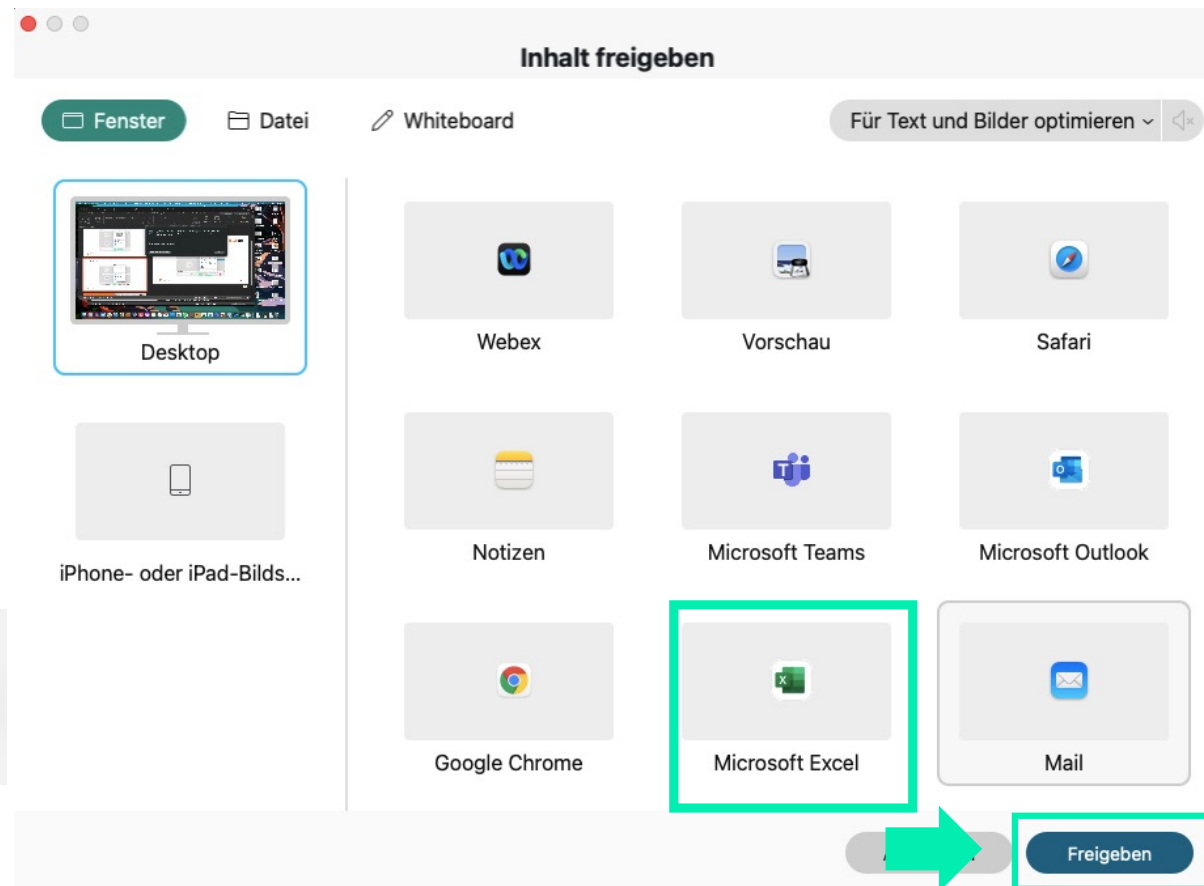 Inhalt freigeben
Fenster
Datei
Whiteboard
Für Text und Bilder optimieren
Desktop
Webex
Vorschau
Safari
iPhone- oder iPad-Bilds...
Notizen
Microsoft Teams
Microsoft Outlook
Google Chrome
Microsoft Excel
Mail
Freigeben